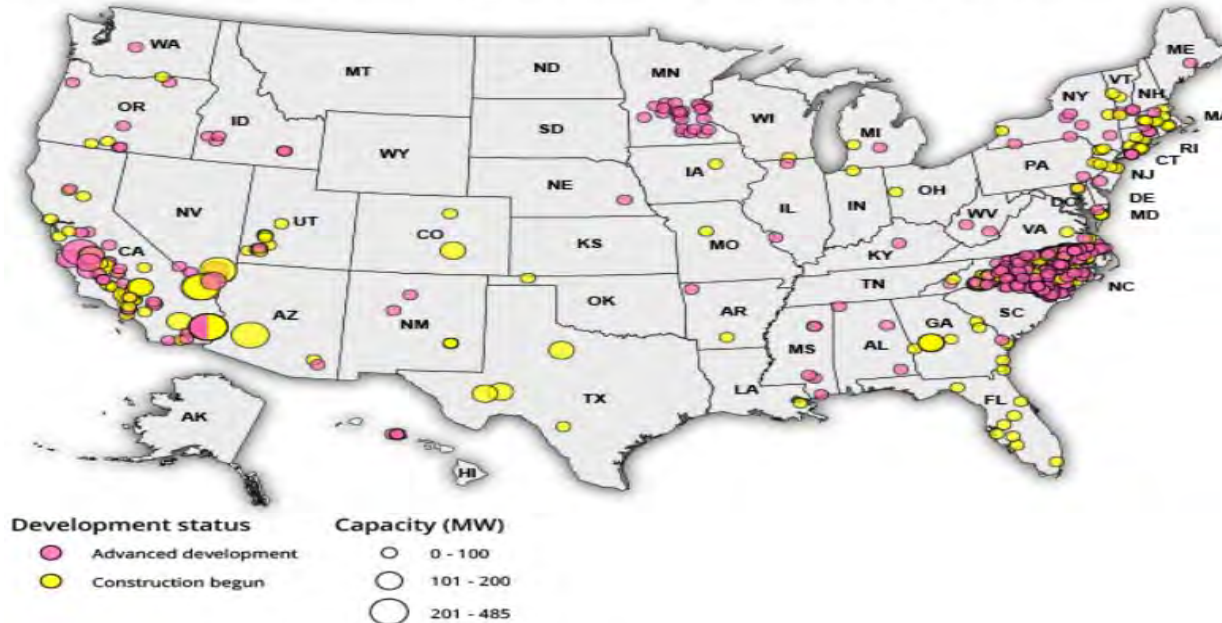 WA
MT
ND
MN
ME
VT
NH
NY
MA
OR
ID
SD
WI
MI
RI
CT
WY
IA
PA
NJ
NE
NV
UT
IL
IN
OH
DC
DE
MD
CO
WV
VA
CA
KS
MO
KY
NC
TN
AZ
NM
OK
AR
SC
MS
AL
GA
LA
TX
FL
AK
HI
Development status
Advanced development
Construction begun
Capacity (MW)
0 - 100
101 - 200
201 - 485